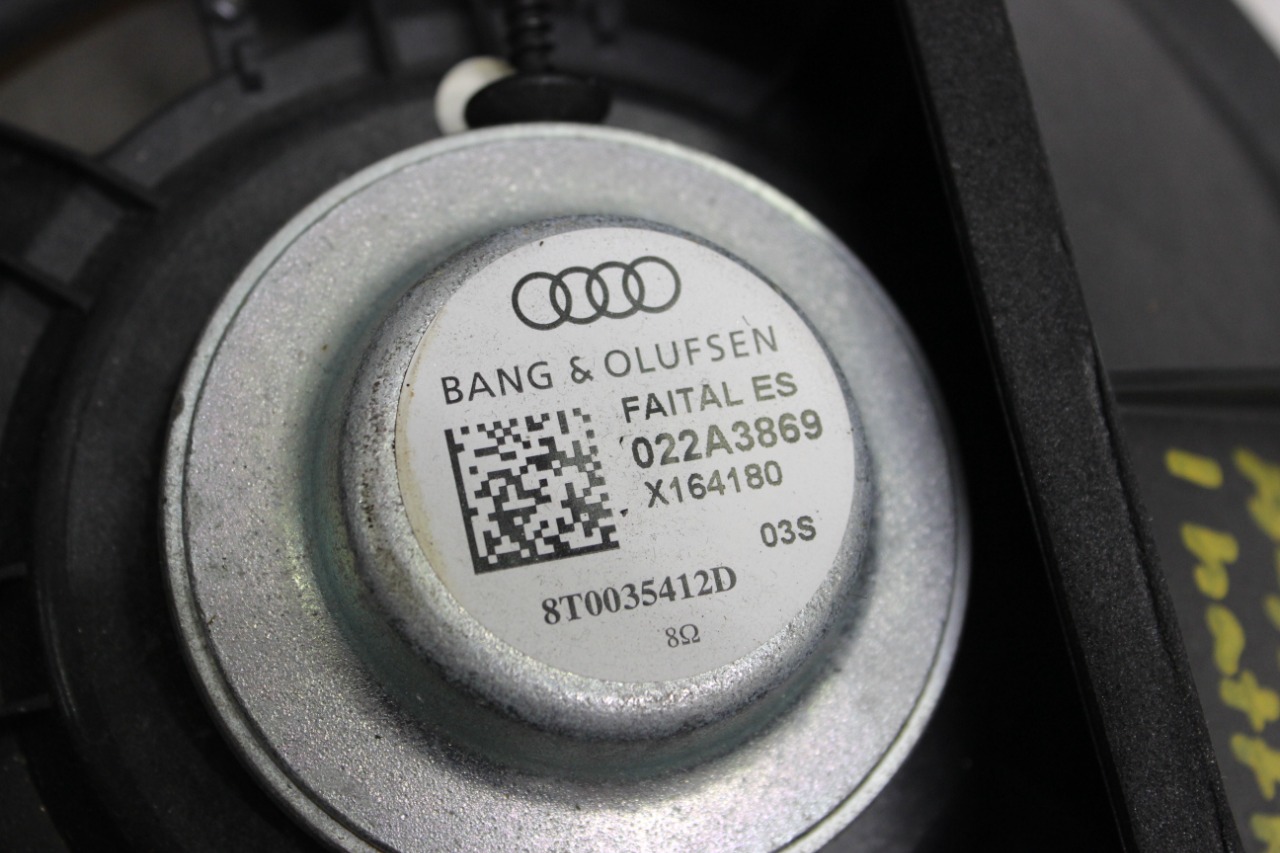 BANG & OLUFSEN
FAITAL ES
022A3869
X164180
03S
8T0035412D
8Ω